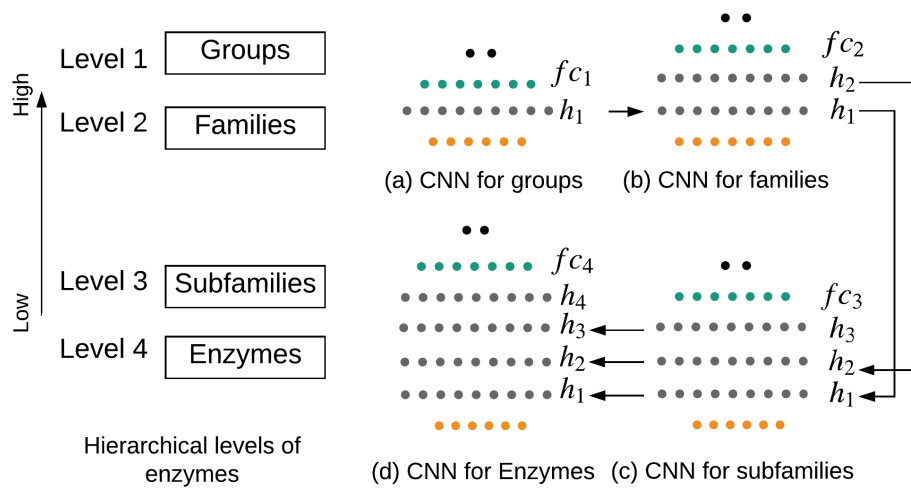 Level 1
Groups
Level 2
Families
Level 3
Subfamilies
Level 4
Enzymes
High
Low
Hierarchical levels of
enzymes
fc₁
h₁
(a) CNN for groups
fc₂
h₂
h₁
(b) CNN for families
fc₄
h₄
h₃
h₂
h₁
(d) CNN for Enzymes
fc₃
h₃
h₂
h₁
(c) CNN for subfamilies